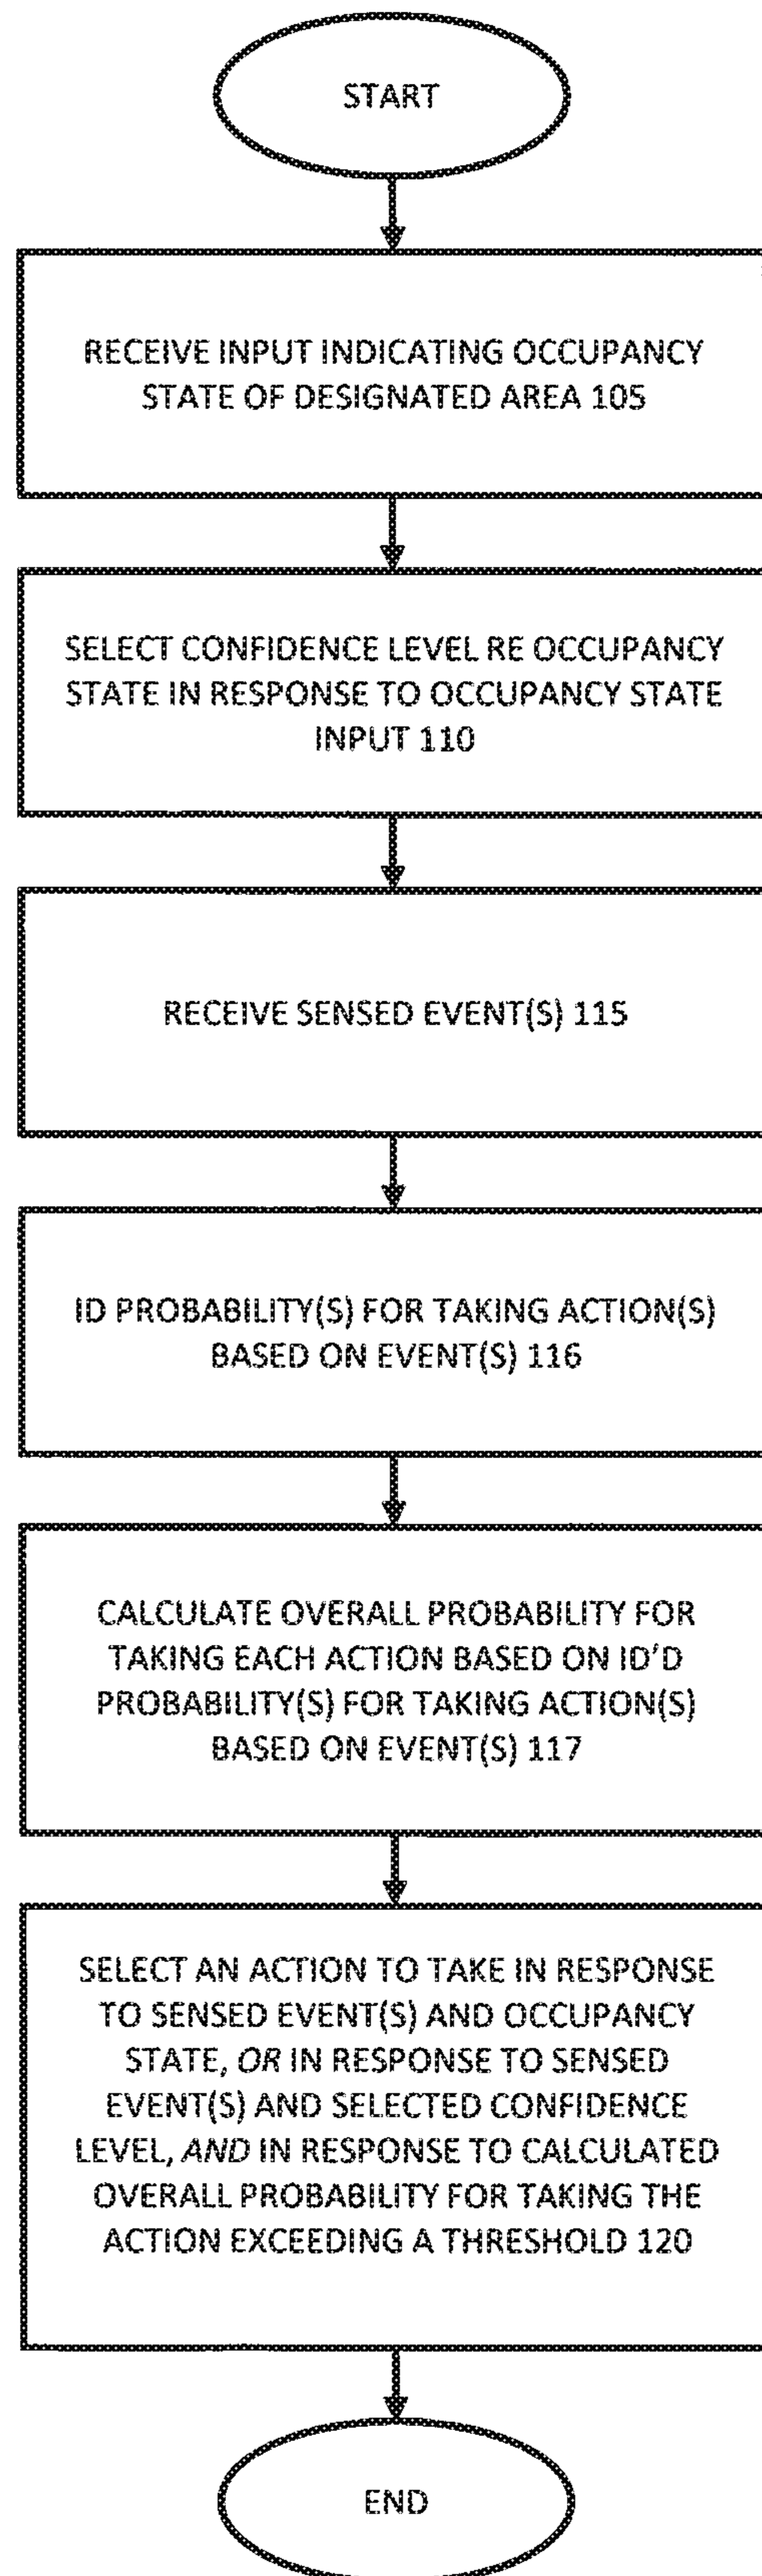 START
RECEIVE INPUT INDICATING OCCUPANCY
STATE OF DESIGNATED AREA 105
SELECT CONFIDENCE LEVEL RE OCCUPANCY
STATE IN RESPONSE TO OCCUPANCY STATE
INPUT 110
RECEIVE SENSED EVENT(S) 115
ID PROBABILITY(S) FOR TAKING ACTION(S)
BASED ON EVENT(S) 116
CALCULATE OVERALL PROBABILITY FOR
TAKING EACH ACTION BASED ON ID'D
PROBABILITY(S) FOR TAKING ACTION(S)
BASED ON EVENT(S) 117
SELECT AN ACTION TO TAKE IN RESPONSE
TO SENSED EVENT(S) AND OCCUPANCY
STATE, OR IN RESPONSE TO SENSED
EVENT(S) AND SELECTED CONFIDENCE
LEVEL, AND IN RESPONSE TO CALCULATED
OVERALL PROBABILITY FOR TAKING THE
ACTION EXCEEDING A THRESHOLD 120
END